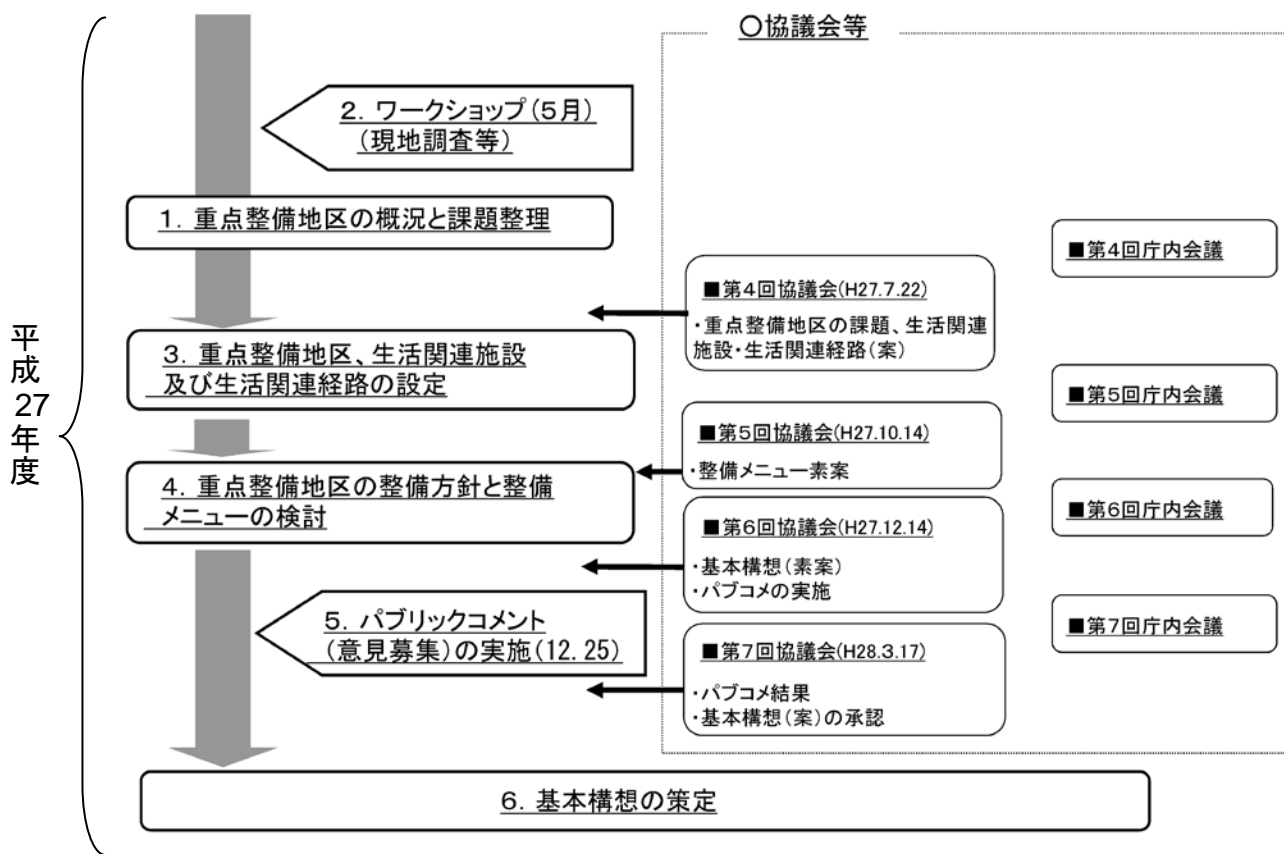 平成27年度
2．ワークショップ（5月）
（現地調査等）
1．重点整備地区の概況と課題整理
3．重点整備地区、生活関連施設
及び生活関連経路の設定
4．重点整備地区の整備方針と整備
メニューの検討
5．パブリックコメント
（意見募集）の実施（12.25）
6．基本構想の策定
〇協議会等
■第4回協議会(H27.7.22)
・重点整備地区の課題、生活関連
施設・生活関連経路（案）
■第5回協議会(H27.10.14)
・整備メニュー素案
■第6回協議会(H27.12.14)
・基本構想（素案）
・パブコメの実施
■第7回協議会(H28.3.17)
・パブコメ結果
・基本構想（案）の承認
■第4回庁内会議
■第5回庁内会議
■第6回庁内会議
■第7回庁内会議